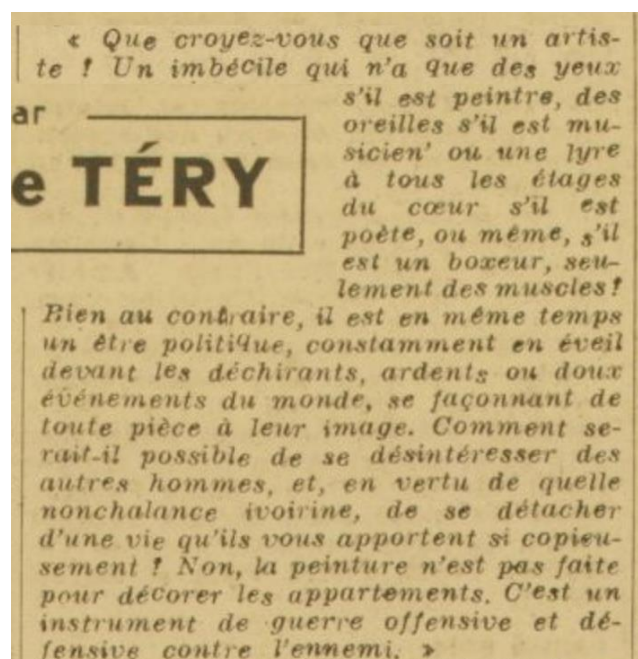 « Que croyez-vous que soit un artis-
te ? Un imbécile qui n'a que des yeux
s'il est peintre, des
oreilles s'il est mu-
sicien' ou une lyre
à tous les étages
du cœur s'il est
poète, ou même, s'il
est un boxeur, seu-
lement des muscles ?
ar
e TÉRY
Bien au contraire, il est en même temps
un être politique, constamment en éveil
devant les déchirants, ardents ou doux
événements du monde, se façonnant de
toute pièce à leur image. Comment se-
rait-il possible de se désintéresser des
autres hommes, et, en vertu de quelle
nonchalance ivoirine, de se détacher
d'une vie qu'ils vous apportent si copieu-
sement ? Non, la peinture n'est pas faite
pour décorer les appartements. C'est un
instrument de guerre offensive et dé-
fensive contre l'ennemi. »